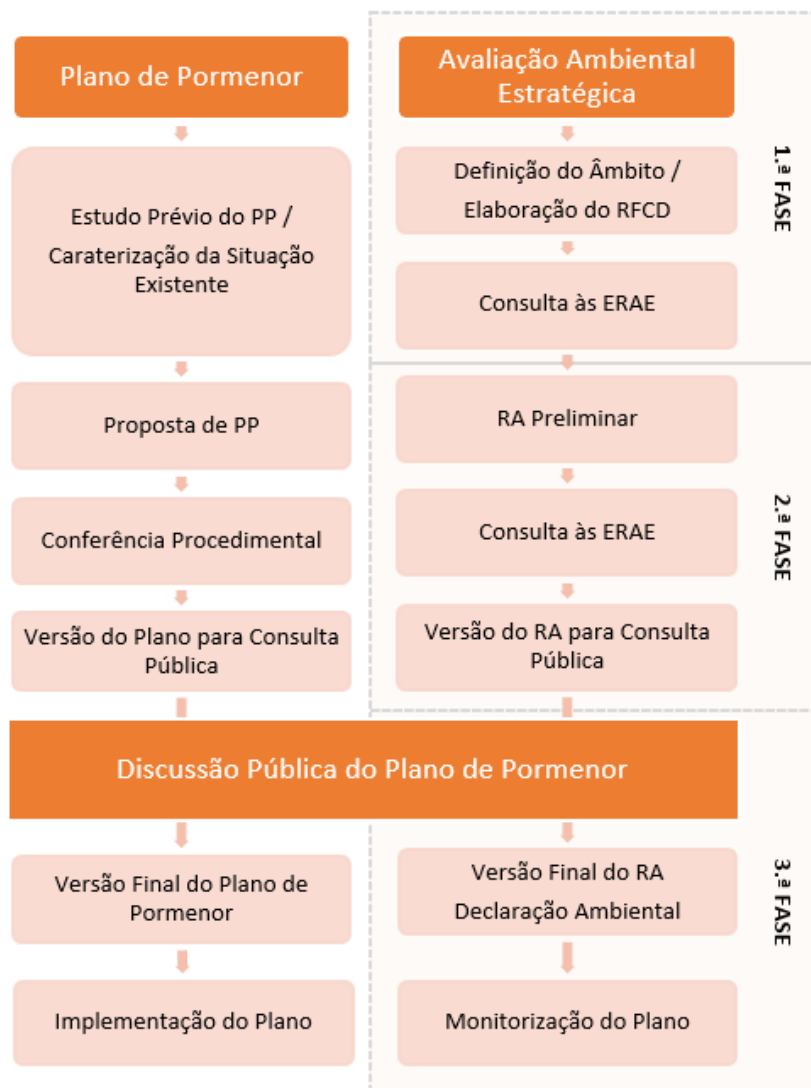 Plano de Pormenor
Avaliação Ambiental
Estratégica
1.ª FASE
Estudo Prévio do PP /
Caraterização da Situação
Existente
Definição do Âmbito /
Elaboração do RFCD
Consulta às ERAE
Proposta de PP
RA Preliminar
2.ª FASE
Conferência Procedimental
Consulta às ERAE
Versão do Plano para Consulta
Pública
Versão do RA para Consulta
Pública
Discussão Pública do Plano de Pormenor
3.ª FASE
Versão Final do Plano de
Pormenor
Versão Final do RA
Declaração Ambiental
Implementação do Plano
Monitorização do Plano